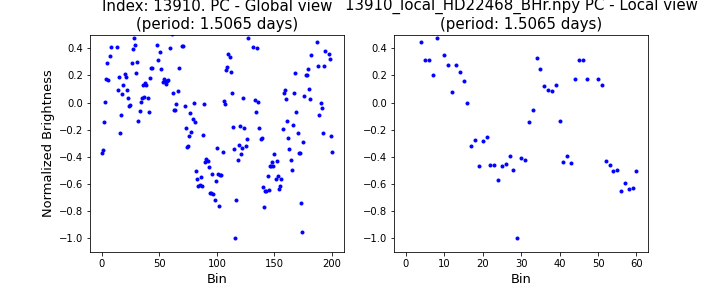 Index: 13910. PC - Global view
(period: 1.5065 days)
Normalized Brightness
0.4
0.2
0.0
−0.2
−0.4
−0.6
−0.8
−1.0
0 50 100 150 200
Bin
13910_local_HD22468_BHr.npy PC - Local view
(period: 1.5065 days)
0.4
0.2
0.0
−0.2
−0.4
−0.6
−0.8
−1.0
0 10 20 30 40 50 60
Bin